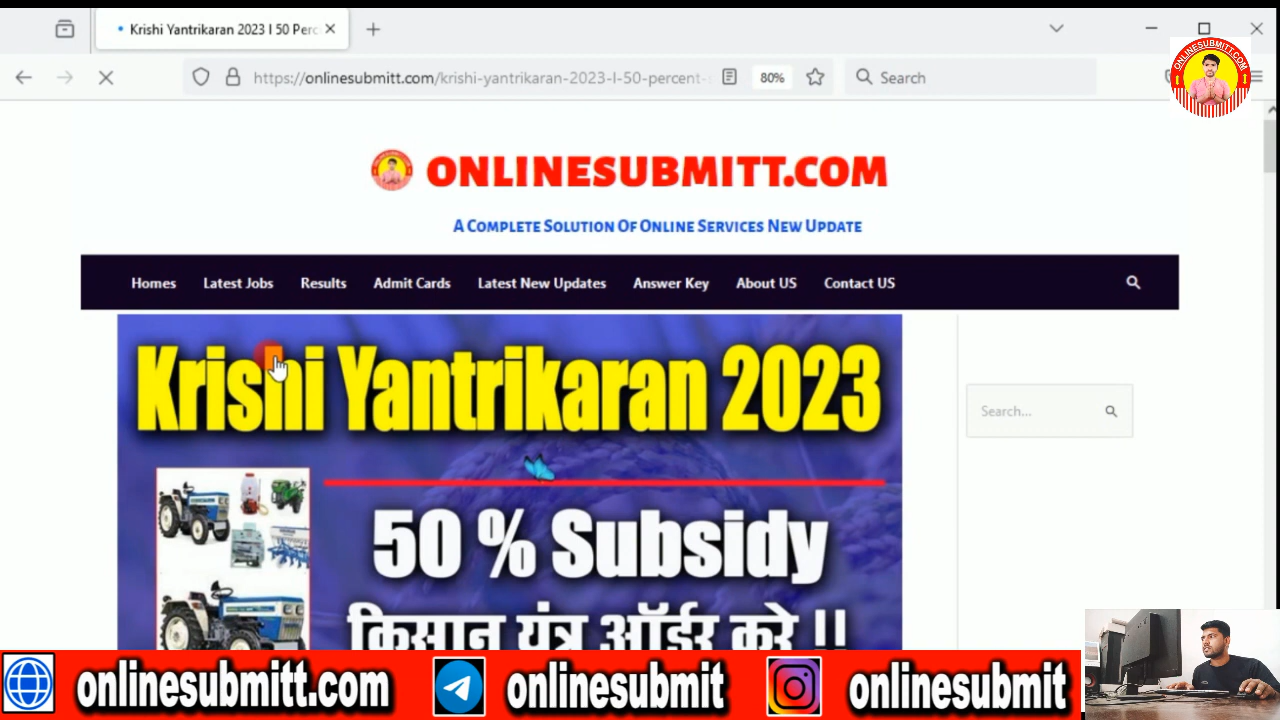 Krishi Yantrikaran 2023 I 50 Perc
https://onlinesubmitt.com/krishi-yantrikaran-2023-I-50-percent-
80%
Search
ONLINESUBMITT.COM
ONLINESUBMITT.COM
A Complete Solution Of Online Services New Update
Homes Latest Jobs Results Admit Cards Latest New Updates Answer Key About US Contact US
Krishi Yantrikaran 2023
Search...
50 % Subsidy
किसान यंत्र ऑर्डर करे !!
onlinesubmitt.com onlinesubmit onlinesubmit